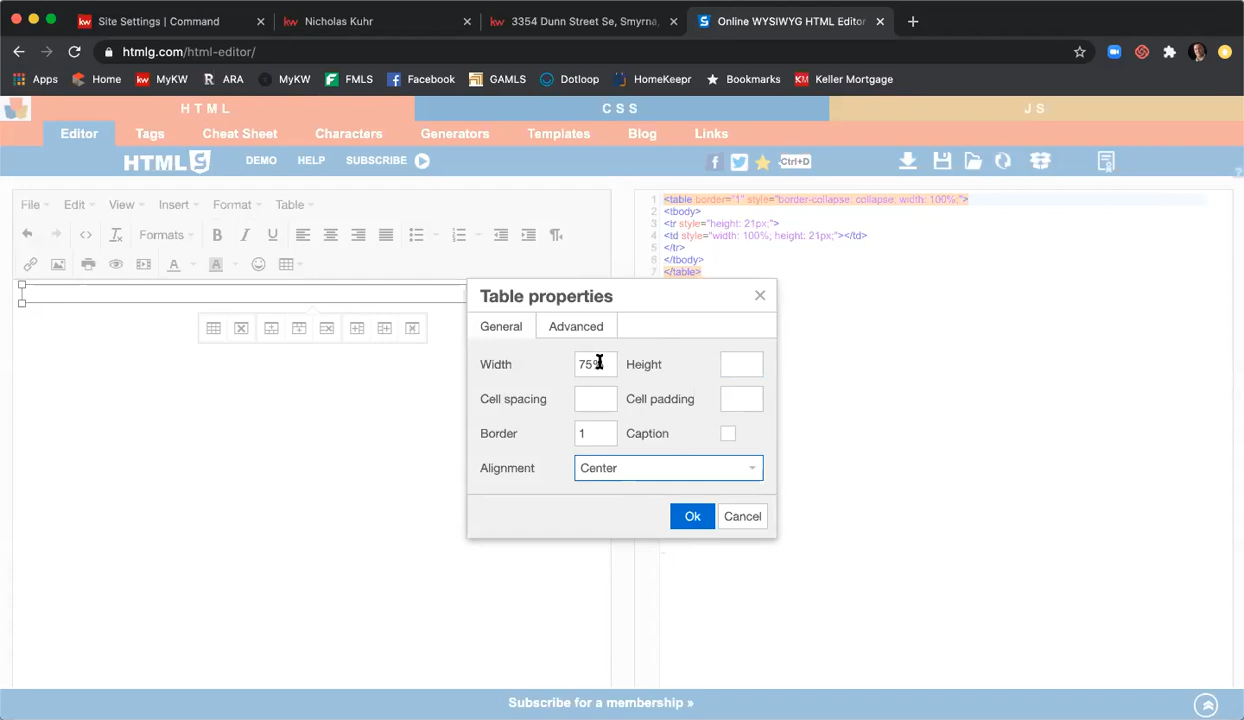 Site Settings | Command
Nicholas Kuhr
3354 Dunn Street Se, Smyrna,
Online WYSIWYG HTML Editor
htmlg.com/html-editor/
Apps Home MyKW ARA MyKW FMLS Facebook GAMLS Dotloop HomeKeepr Bookmarks Keller Mortgage
HTML CSS JS
Editor Tags Cheat Sheet Characters Generators Templates Blog Links
HTML5 DEMO HELP SUBSCRIBE Ctrl+D
File Edit View Insert Format Table
Formats
1 <table border="1" style="border-collapse: collapse; width: 100%;">
2 <tbody>
3 <tr style="height: 21px;">
4 <td style="width: 100%; height: 21px;"></td>
5 </tr>
6 </tbody>
7 </table>
Table properties
General Advanced
Width 75% Height
Cell spacing Cell padding
Border 1 Caption
Alignment Center
Ok Cancel
Subscribe for a membership »